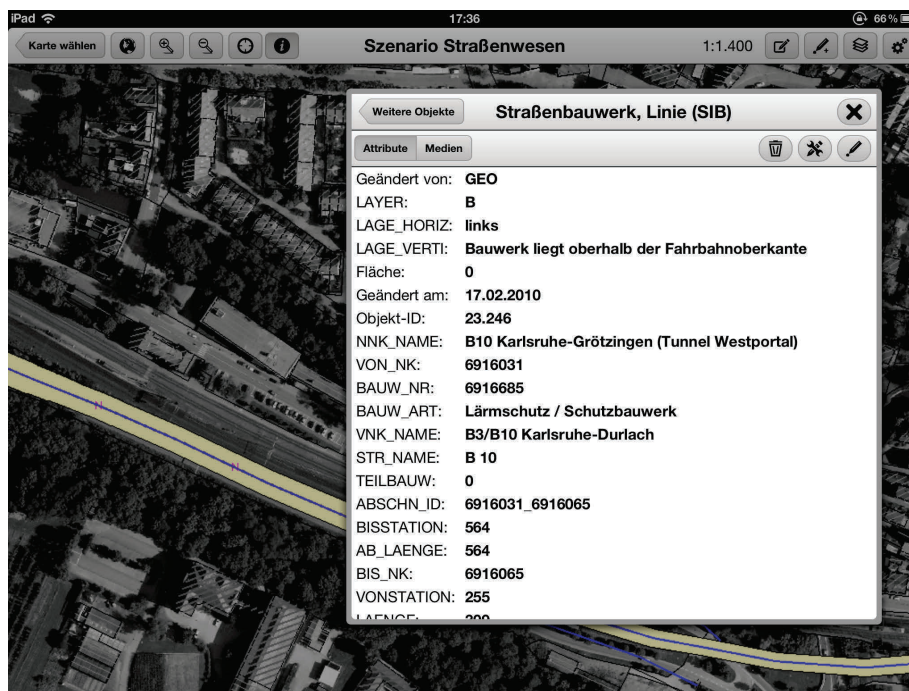 iPad 17:36 66 %
Karte wählen Szenario Straßenwesen 1:1.400
Weitere Objekte Straßenbauwerk, Linie (SIB)
Attribute Medien
Geändert von: GEO
LAYER: B
LAGE_HORIZ: links
LAGE_VERTI: Bauwerk liegt oberhalb der Fahrbahnoberkante
Fläche: 0
Geändert am: 17.02.2010
Objekt-ID: 23.246
NNK_NAME: B10 Karlsruhe-Grötzingen (Tunnel Westportal)
VON_NK: 6916031
BAUW_NR: 6916685
BAUW_ART: Lärmschutz / Schutzbauwerk
VNK_NAME: B3/B10 Karlsruhe-Durlach
STR_NAME: B 10
TEILBAUW: 0
ABSCHN_ID: 6916031_6916065
BISSTATION: 564
AB_LAENGE: 564
BIS_NK: 6916065
VONSTATION: 255
N
N